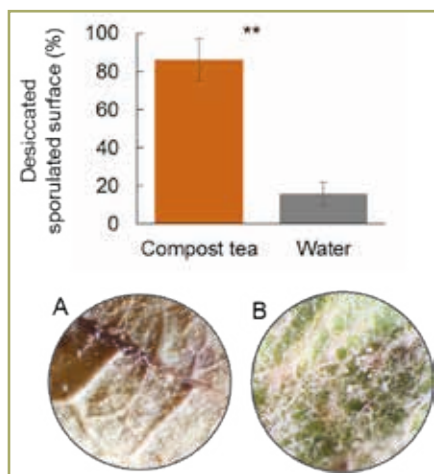 Desiccated
sporulated surface (%)
100
80
60
40
20
0
**
Compost tea
Water
A
B